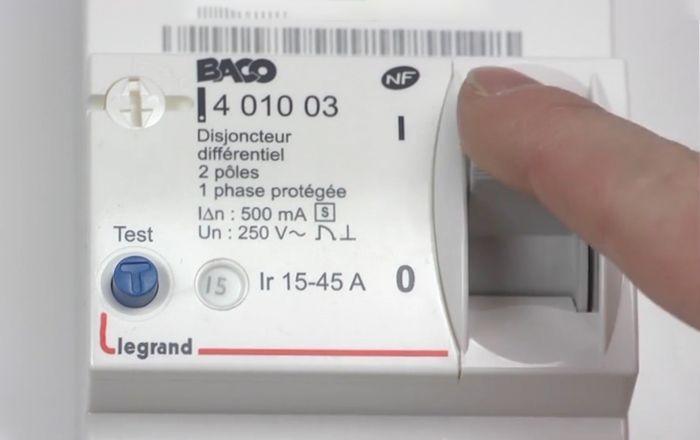 BACO
NF
4 010 03
I
Disjoncteur
différentiel
2 pôles
1 phase protégée
IΔn : 500 mA S
Un : 250 V~
Test
T
15
Ir 15-45 A
0
legrand